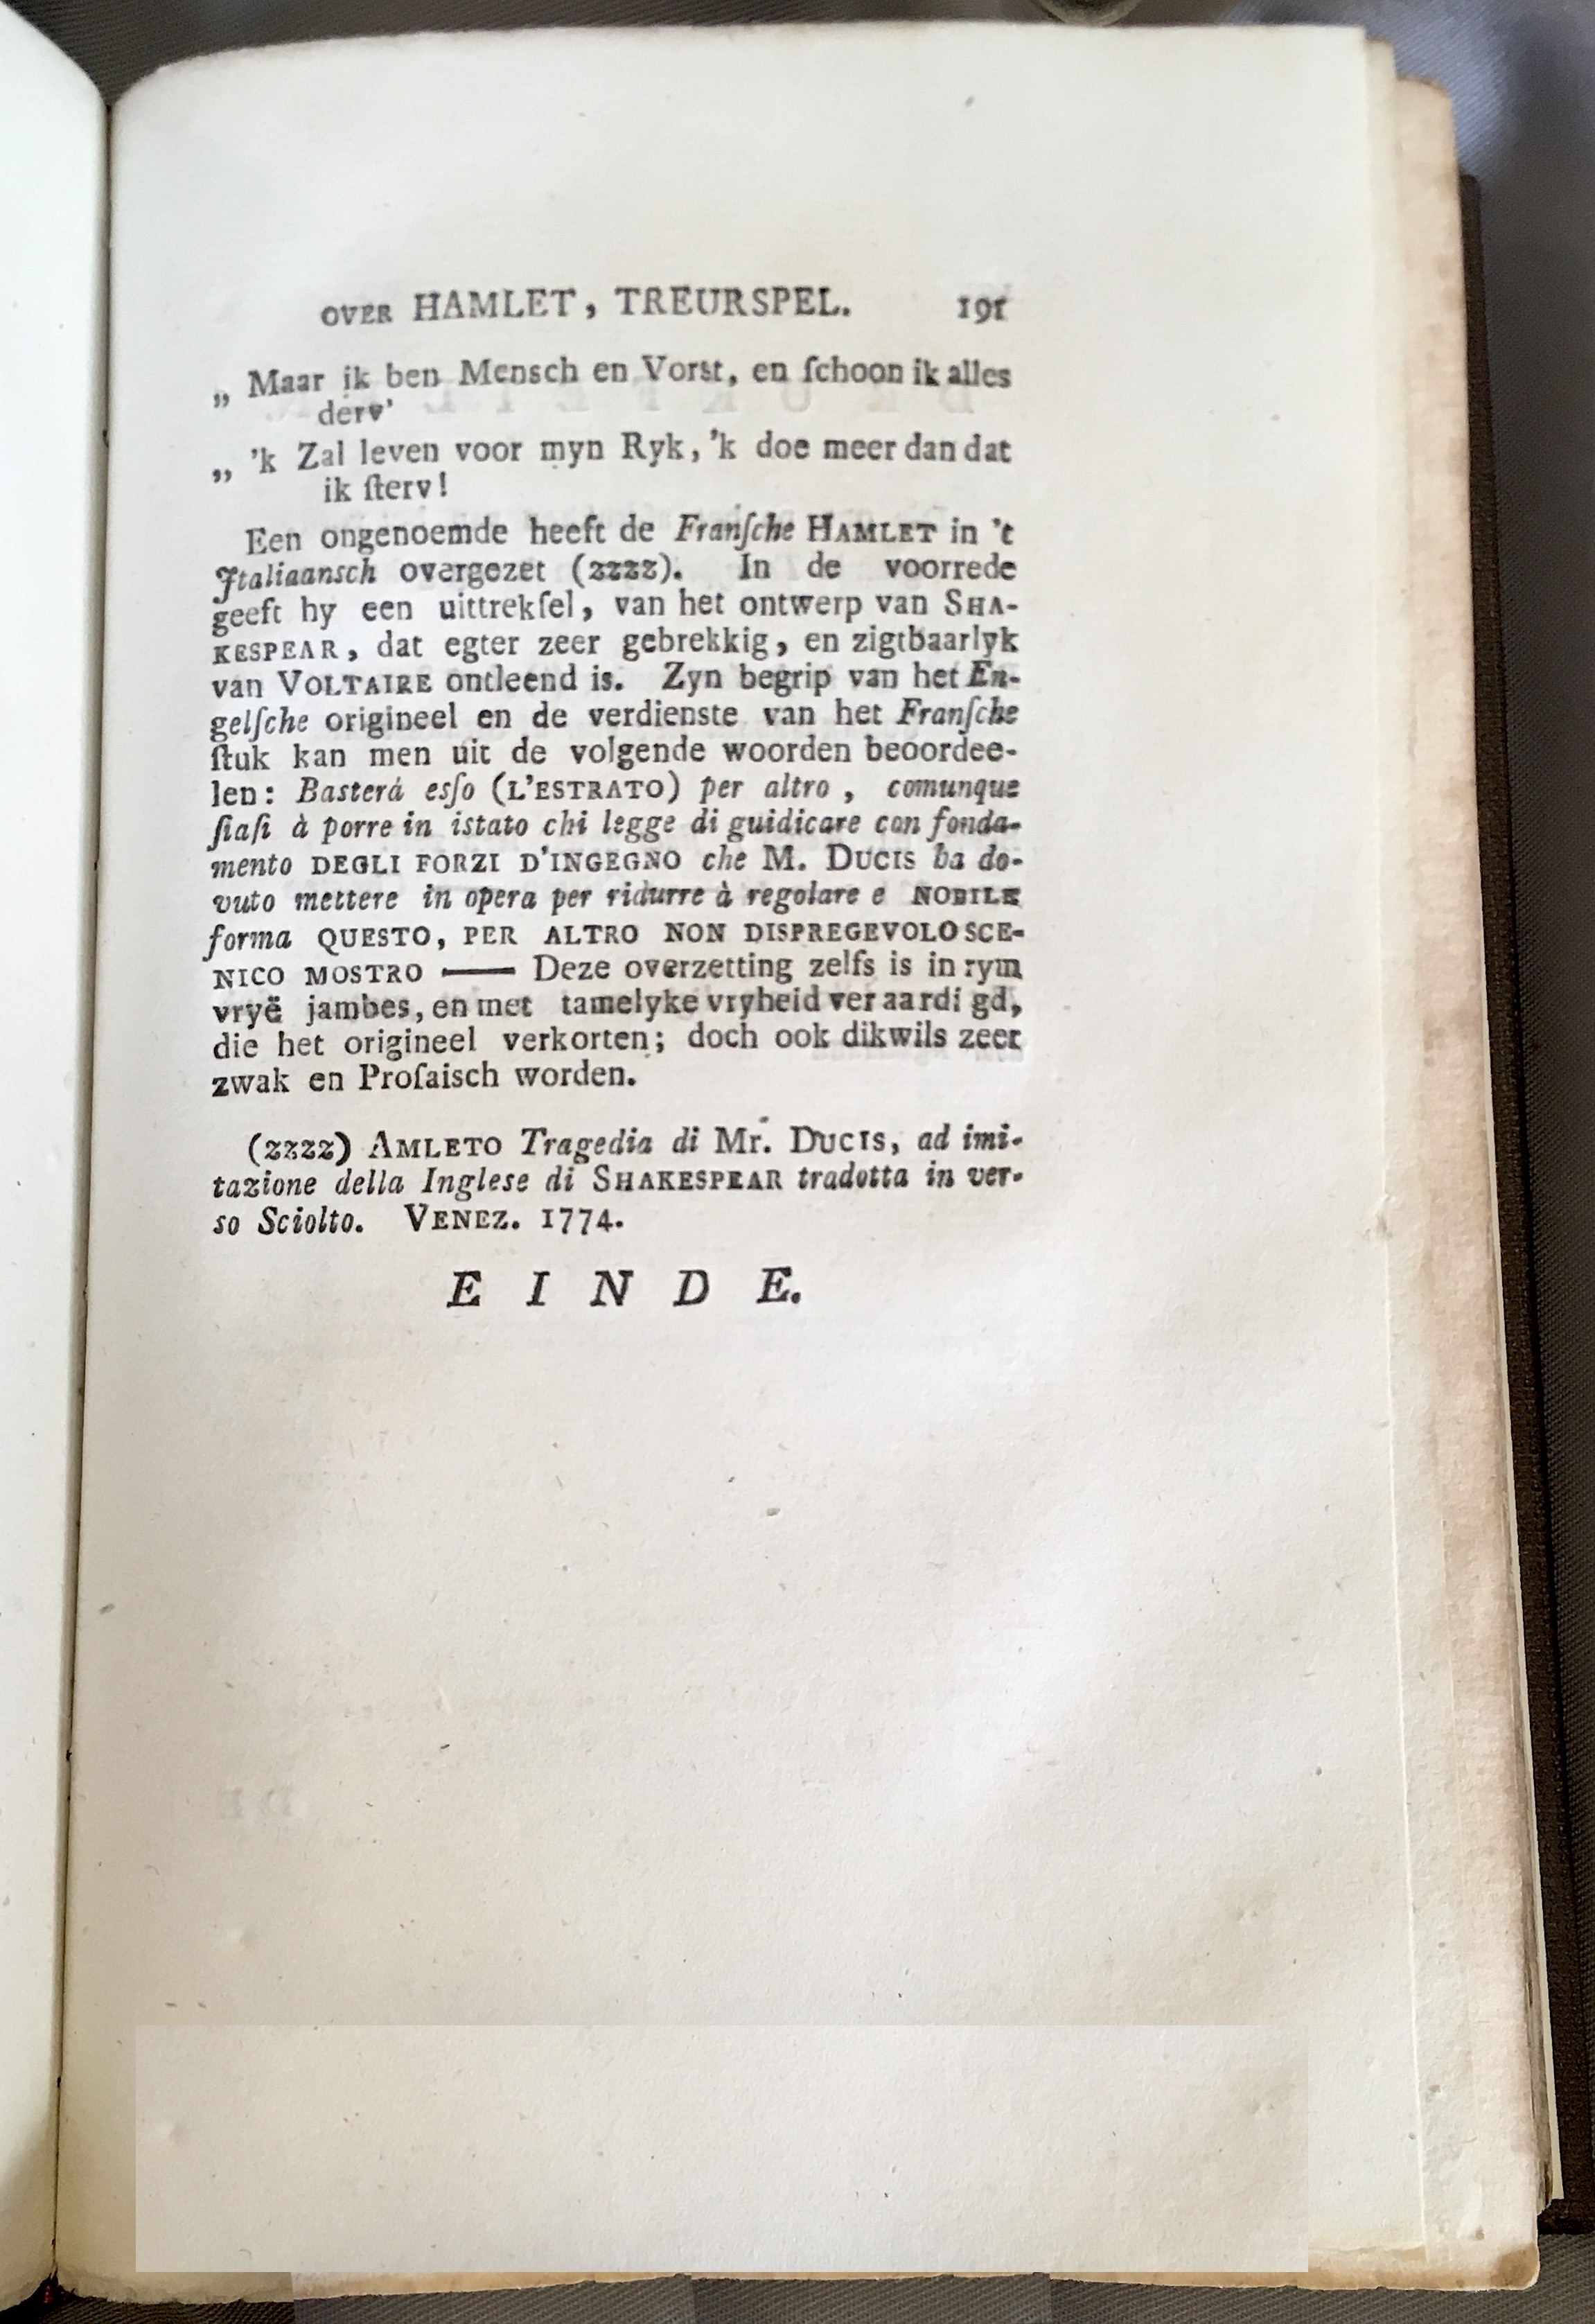 OVER HAMLET, TREURSPEL. 191
„ Maar ik ben Mensch en Vorst, en ſchoon ik alles
derv'
„ 'k Zal leven voor myn Ryk, 'k doe meer dan dat
ik ſterv!
Een ongenoemde heeft de Franſche HAMLET in 't
Italiaansch overgezet (zzzz). In de voorrede
geeft hy een uittrekſel, van het ontwerp van SHA-
KESPEAR, dat egter zeer gebrekkig, en zigtbaarlyk
van VOLTAIRE ontleend is. Zyn begrip van het En-
gelſche origineel en de verdienste van het Franſche
ſtuk kan men uit de volgende woorden beoordee-
len: Basterá esſo (L'ESTRATO) per altro, comunque
ſiaſi à porre in istato chi legge di guidicare con fonda-
mento DEGLI FORZI D'INGEGNO che M. DUCIS ha do-
vuto mettere in opera per ridurre à regolare e NOBILE
forma QUESTO, PER ALTRO NON DISPREGEVOLO SCE-
NICO MOSTRO —— Deze overzetting zelfs is in rym
vryë jambes, en met tamelyke vryheid veraardigd,
die het origineel verkorten; doch ook dikwils zeer
zwak en Proſaisch worden.
(zzzz) AMLETO Tragedia di Mr. DUCIS, ad imi-
tazione della Inglese di SHAKESPEAR tradotta in ver-
so Sciolto. VENEZ. 1774.
E I N D E.